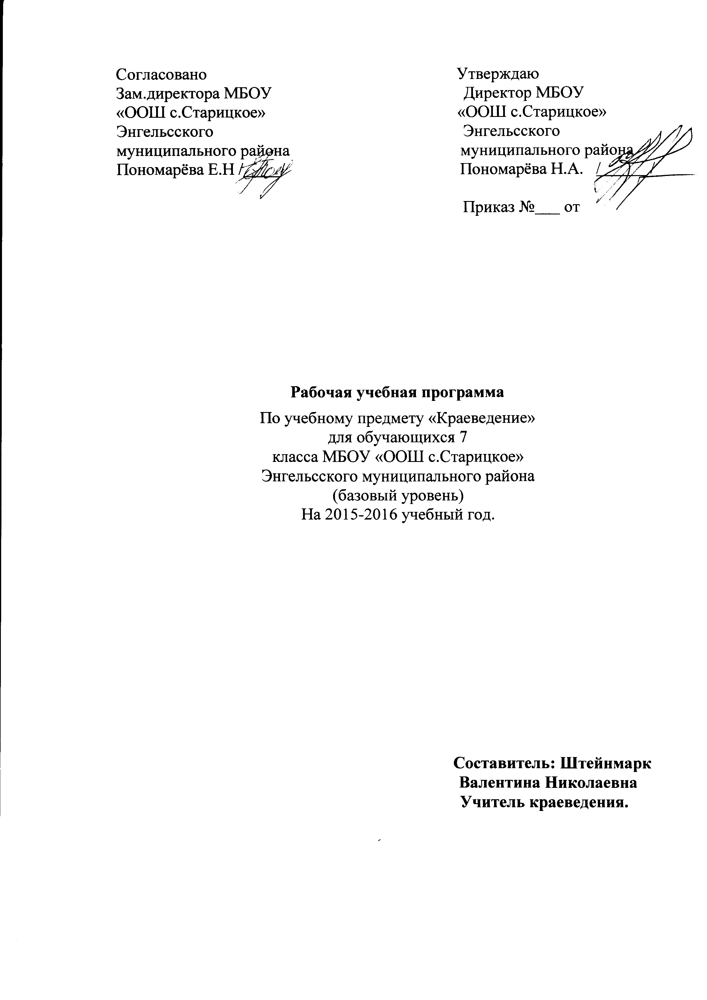 Согласовано
Зам.директора МБОУ
«ООШ с.Старицкое»
Энгельсского
муниципального района
Пономарёва Е.Н
Утверждаю
Директор МБОУ
«ООШ с.Старицкое»
Энгельсского
муниципального района
Пономарёва Н.А.
Приказ №___ от
Рабочая учебная программа
По учебному предмету «Краеведение»
для обучающихся 7
класса МБОУ «ООШ с.Старицкое»
Энгельсского муниципального района
(базовый уровень)
На 2015-2016 учебный год.
Составитель: Штейнмарк
Валентина Николаевна
Учитель краеведения.